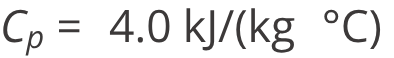 Cₚ = 4.0 kJ/(kg °C)